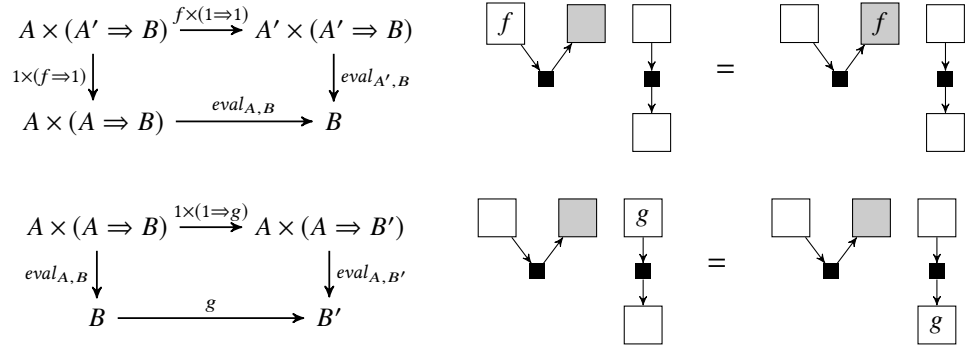 A × (A′ ⇒ B) f×(1⇒1) A′ × (A′ ⇒ B) f f
1×(f⇒1) eval_{A′,B} =
A × (A ⇒ B) eval_{A,B} B
A × (A ⇒ B) 1×(1⇒g) A × (A ⇒ B′) g
eval_{A,B} eval_{A,B′} =
B g B′ g